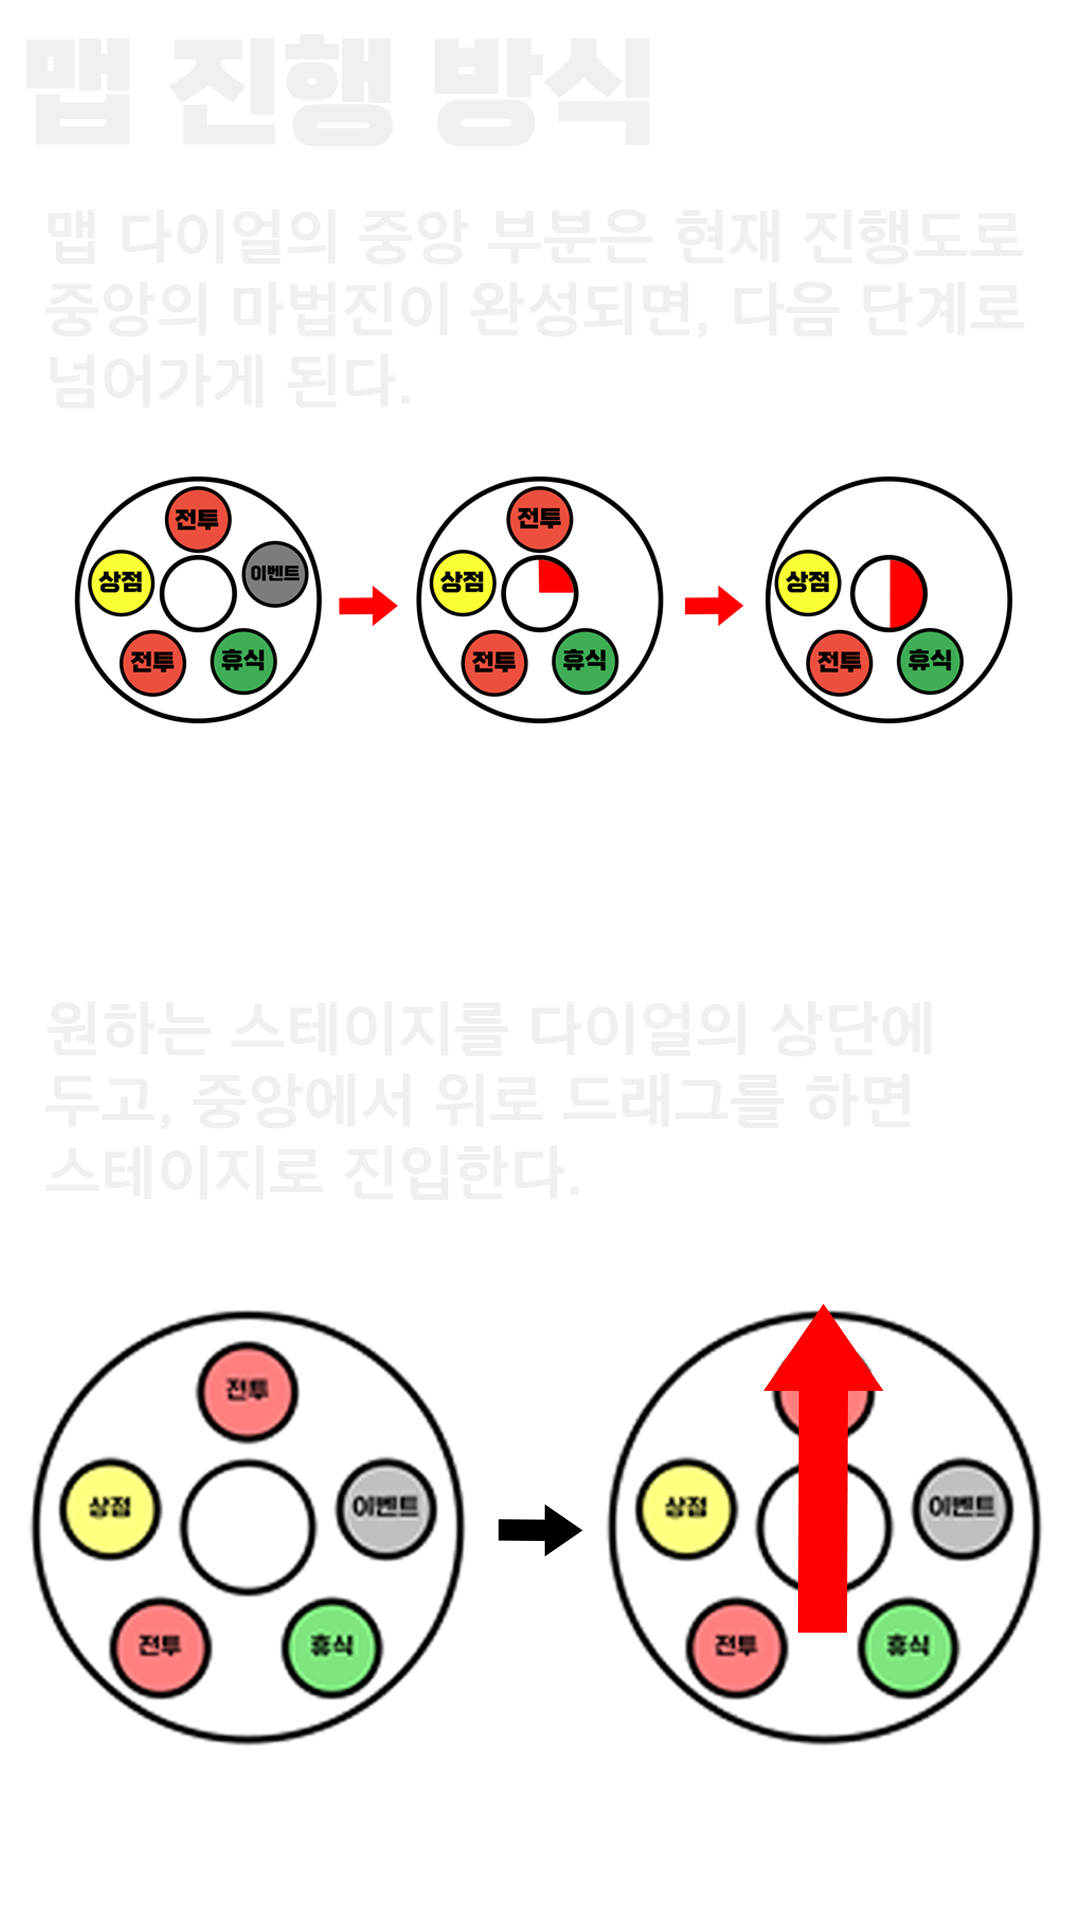 맵 진행 방식
맵 다이얼의 중앙 부분은 현재 진행도로
중앙의 마법진이 완성되면, 다음 단계로
넘어가게 된다.
전투
상점
이벤트
전투
휴식
전투
상점
전투
휴식
상점
전투
휴식
원하는 스테이지를 다이얼의 상단에
두고, 중앙에서 위로 드래그를 하면
스테이지로 진입한다.
전투
상점
이벤트
전투
휴식
상점
이벤트
전투
휴식